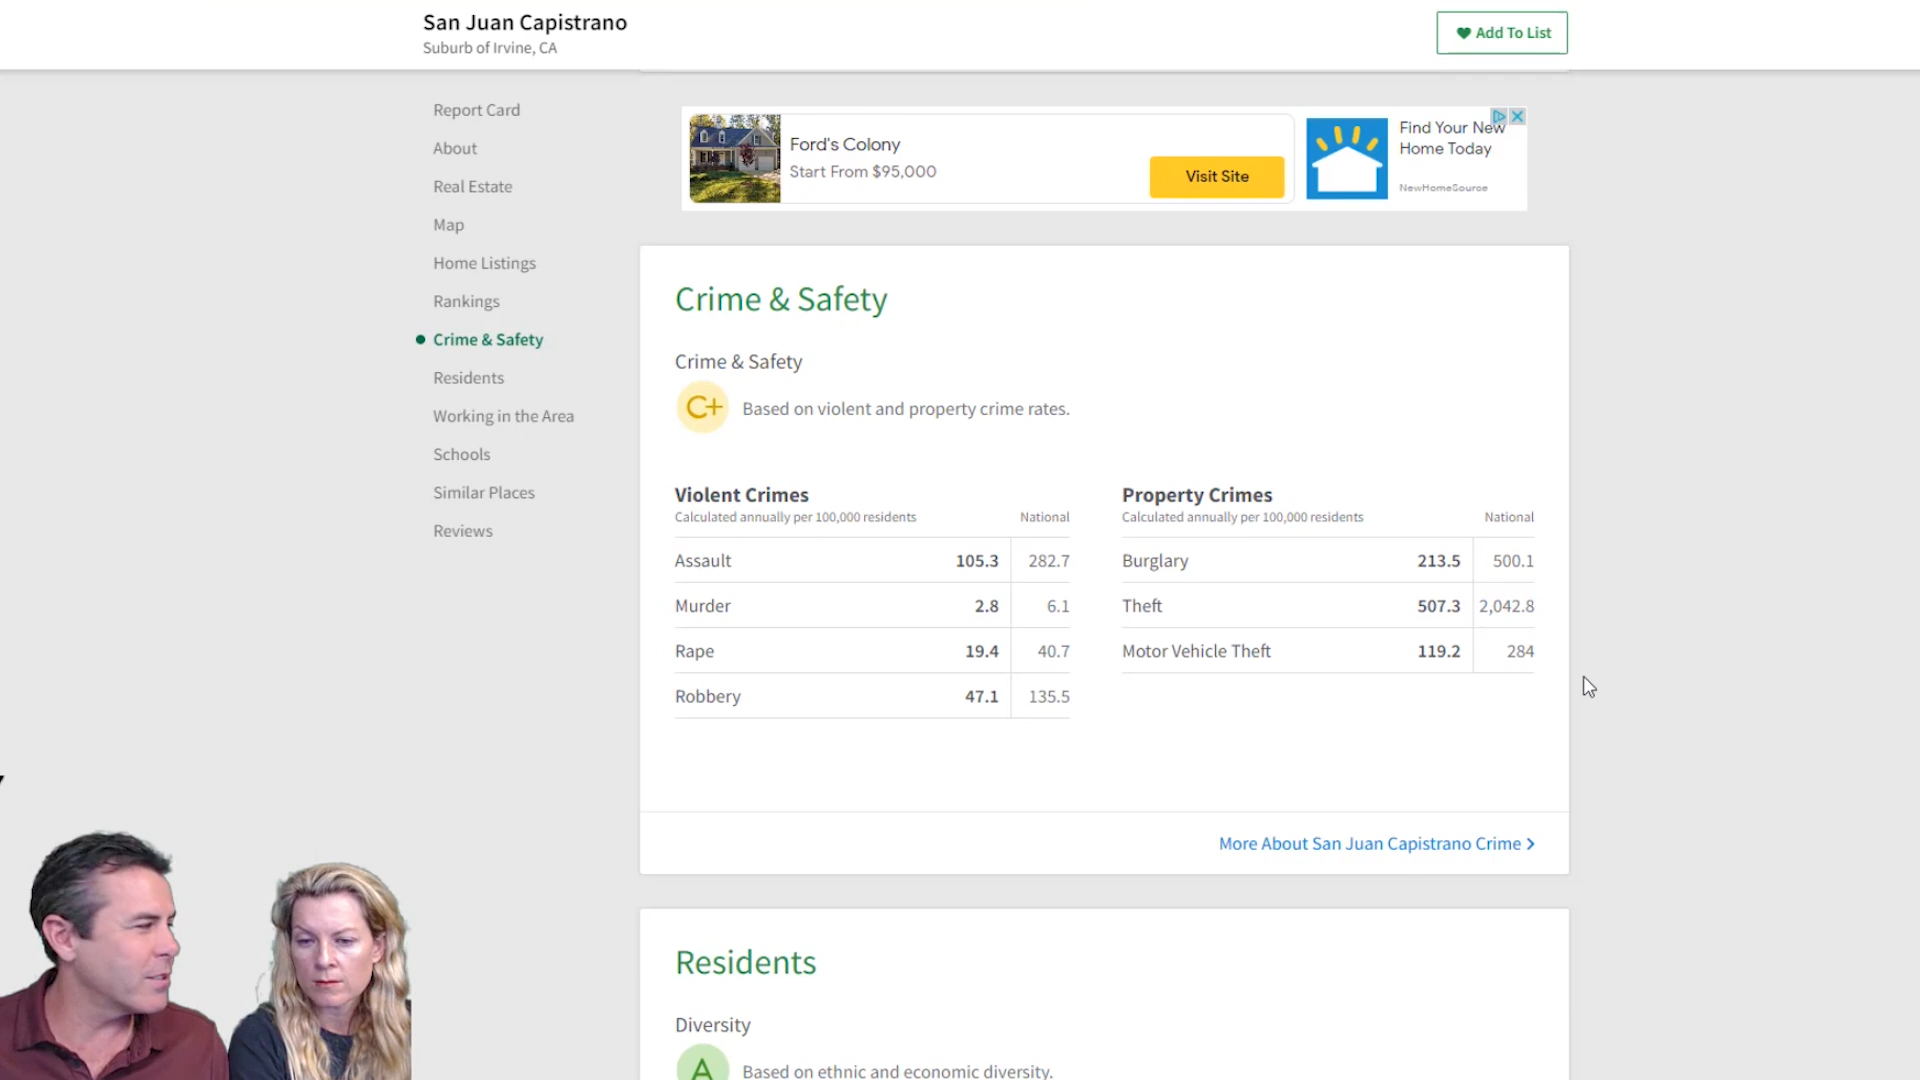 San Juan Capistrano
Suburb of Irvine, CA
Add To List
Report Card
About
Real Estate
Map
Home Listings
Rankings
Crime & Safety
Residents
Working in the Area
Schools
Similar Places
Reviews
Ford's Colony
Start From $95,000
Visit Site
Find Your New
Home Today
NewHomeSource
Crime & Safety
Crime & Safety
C+ Based on violent and property crime rates.
Violent Crimes
Calculated annually per 100,000 residents National
Assault 105.3 282.7
Murder 2.8 6.1
Rape 19.4 40.7
Robbery 47.1 135.5
Property Crimes
Calculated annually per 100,000 residents National
Burglary 213.5 500.1
Theft 507.3 2,042.8
Motor Vehicle Theft 119.2 284
More About San Juan Capistrano Crime
Residents
Diversity
A Based on ethnic and economic diversity.